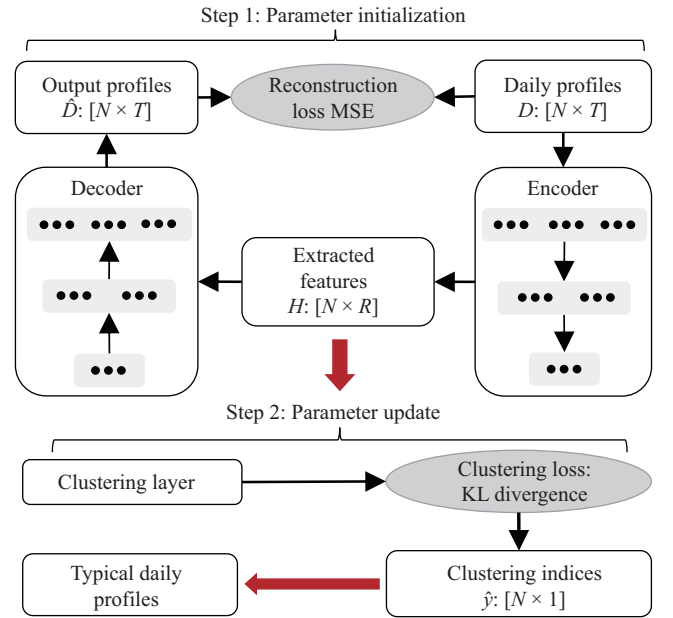 Step 1: Parameter initialization
Output profiles
D̂: [N × T]
Reconstruction
loss MSE
Daily profiles
D: [N × T]
Decoder
Encoder
Extracted
features
H: [N × R]
Step 2: Parameter update
Clustering layer
Clustering loss:
KL divergence
Typical daily
profiles
Clustering indices
ŷ: [N × 1]